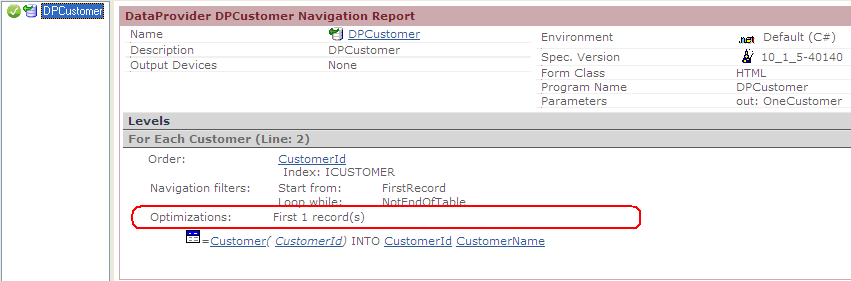 DPCustomer
DataProvider DPCustomer Navigation Report
Name DPCustomer
Description DPCustomer
Output Devices None
Environment .net Default (C#)
Spec. Version 10_1_5-40140
Form Class HTML
Program Name DPCustomer
Parameters out: OneCustomer
Levels
For Each Customer (Line: 2)
Order: CustomerId
Index: ICUSTOMER
Navigation filters: Start from: FirstRecord
Loop while: NotEndOfTable
Optimizations: First 1 record(s)
=Customer( CustomerId) INTO CustomerId CustomerName